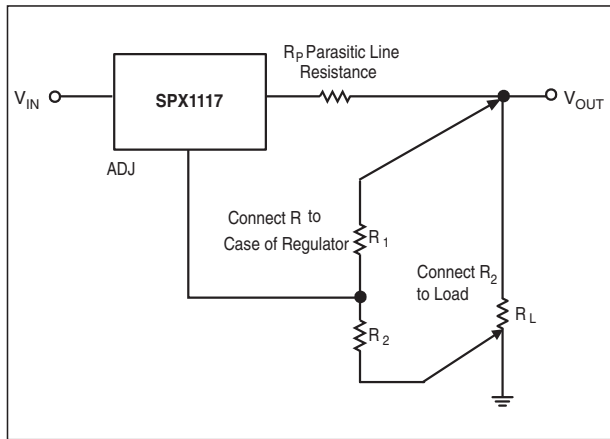 R_P Parasitic Line
Resistance
V_IN
SPX1117
V_OUT
ADJ
Connect R to
Case of Regulator
R_1
Connect R_2
to Load
R_L
R_2